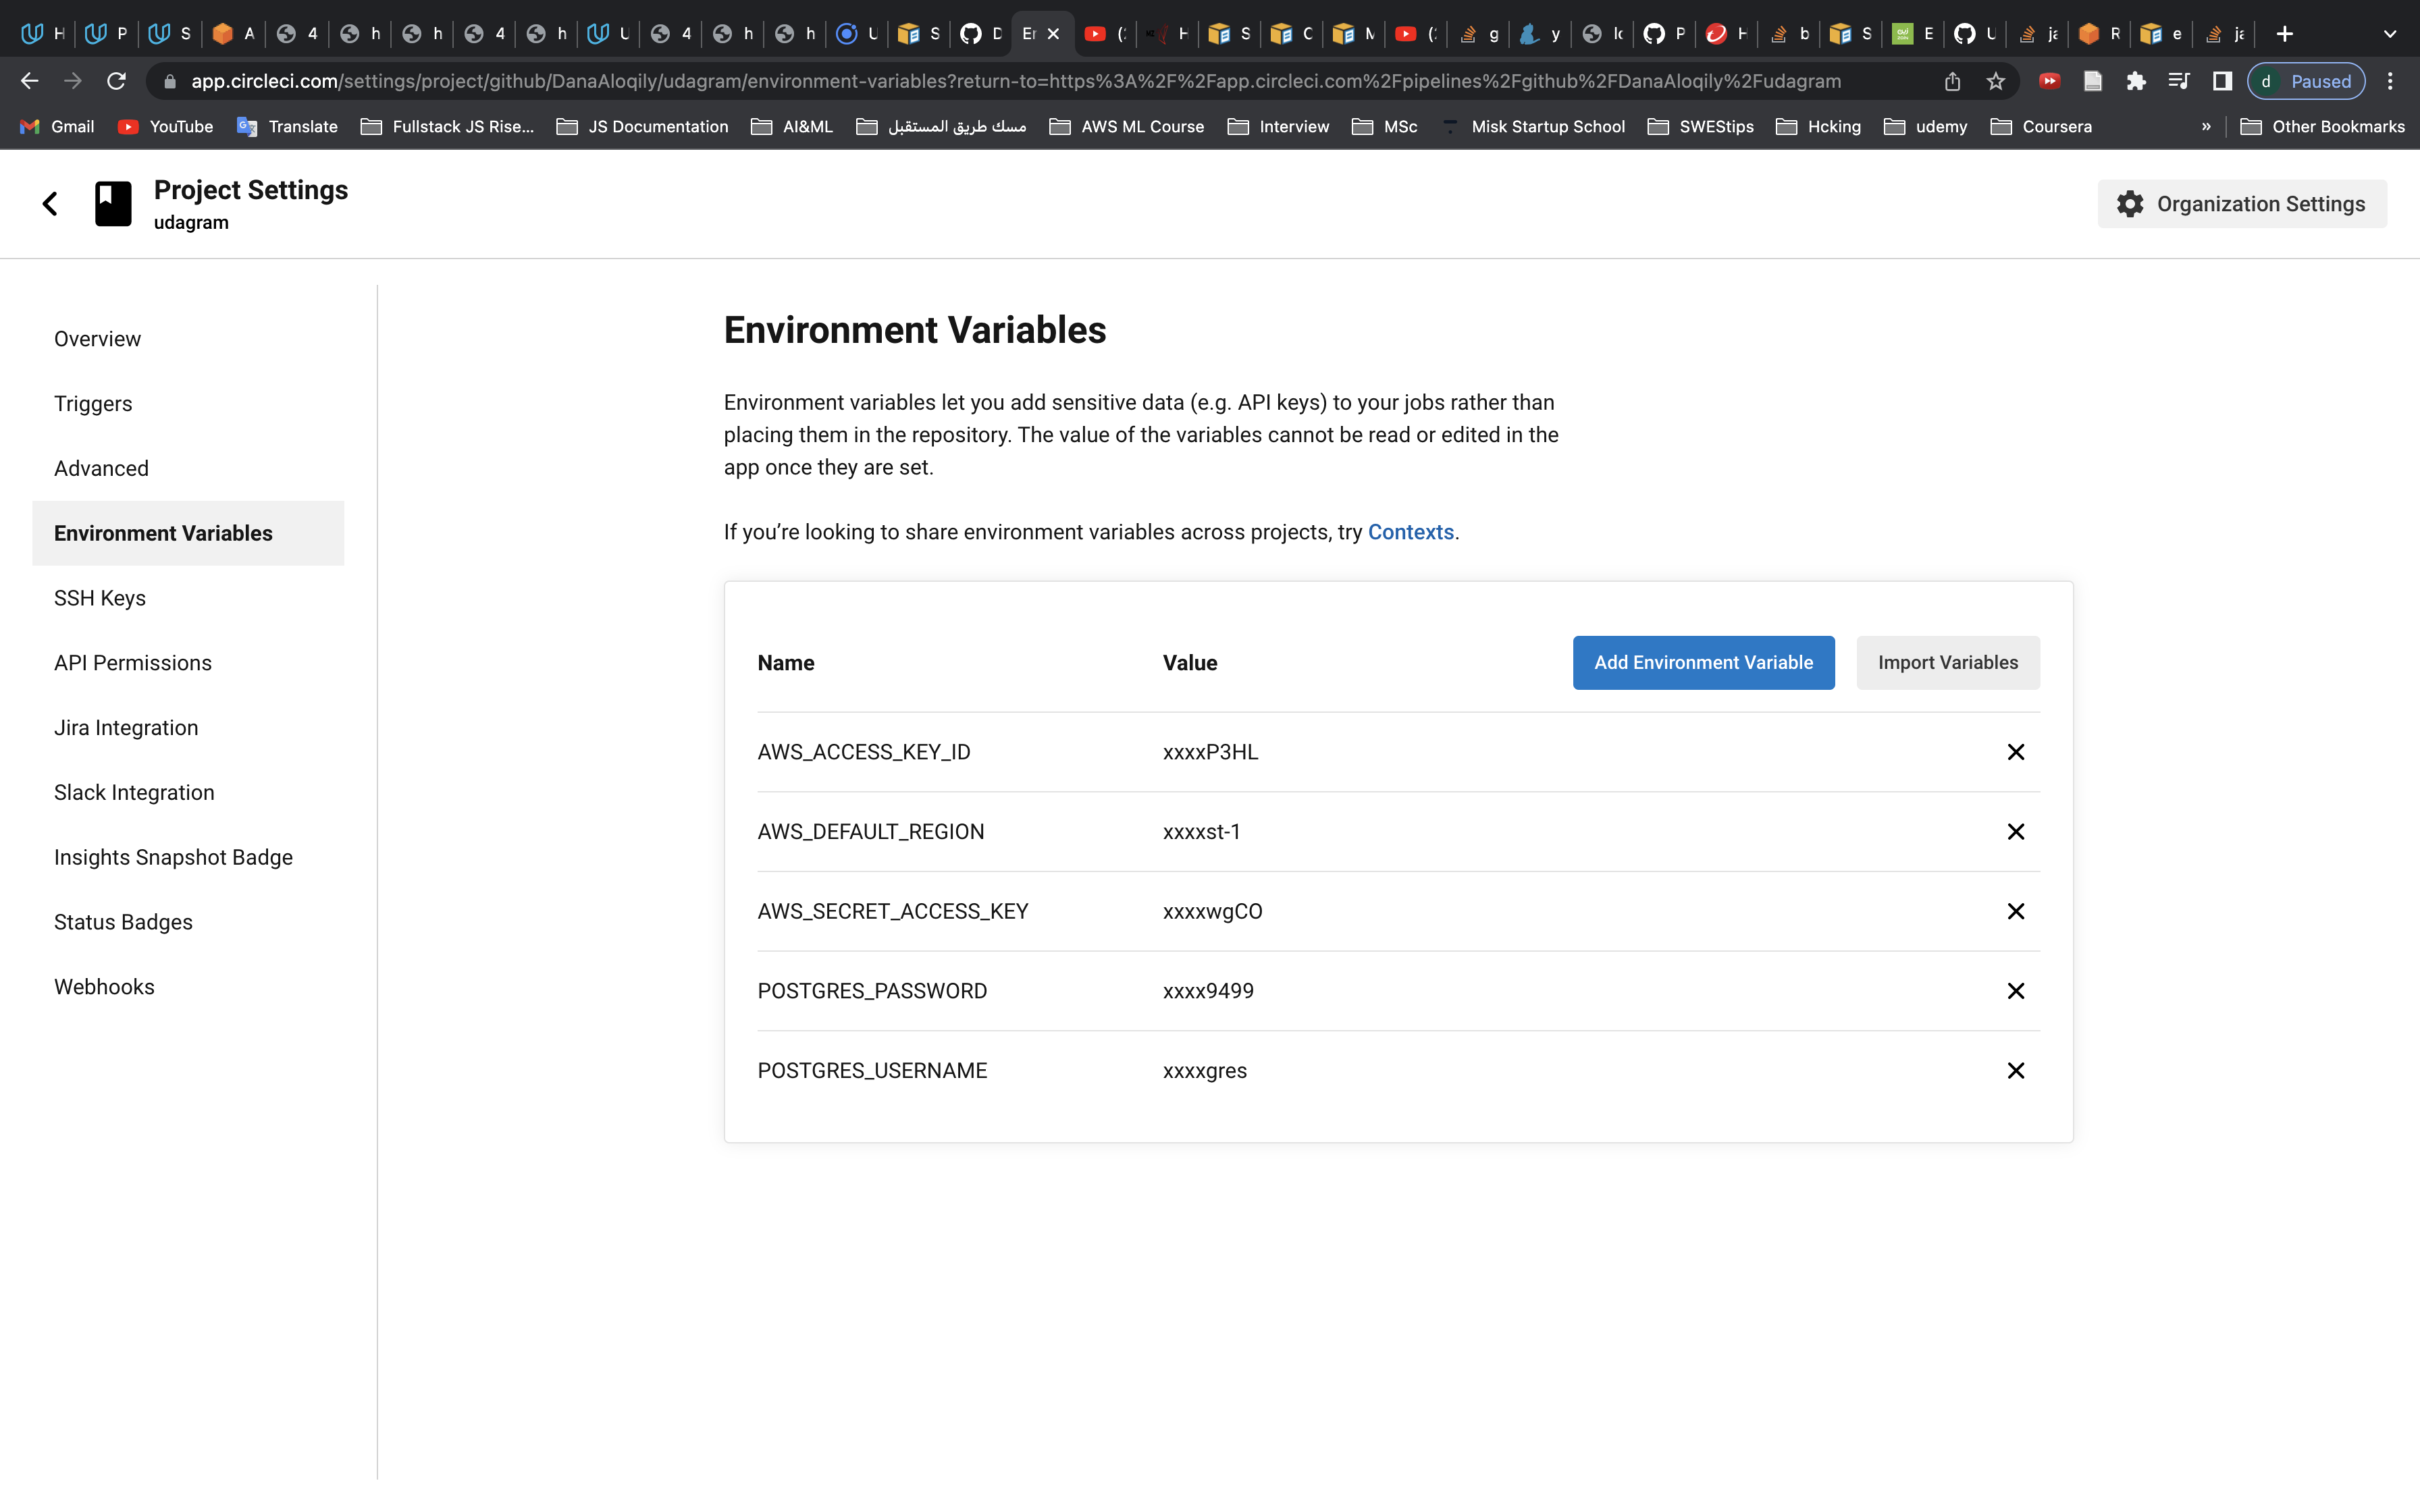 H P S A 4 h h 4 h U 4 h h U S D Er ( H S C M ( g y Ic P H b S E U ja R e ja
app.circleci.com/settings/project/github/DanaAloqily/udagram/environment-variables?return-to=https%3A%2F%2Fapp.circleci.com%2Fpipelines%2Fgithub%2FDanaAloqily%2Fudagram d Paused
Gmail YouTube Translate Fullstack JS Rise... JS Documentation AI&ML مسك طريق المستقبل AWS ML Course Interview MSc Misk Startup School SWEStips Hcking udemy Coursera » Other Bookmarks
Project Settings
udagram
Organization Settings
Overview
Triggers
Advanced
Environment Variables
SSH Keys
API Permissions
Jira Integration
Slack Integration
Insights Snapshot Badge
Status Badges
Webhooks
Environment Variables
Environment variables let you add sensitive data (e.g. API keys) to your jobs rather than
placing them in the repository. The value of the variables cannot be read or edited in the
app once they are set.
If you’re looking to share environment variables across projects, try Contexts.
Name Value Add Environment Variable Import Variables
AWS_ACCESS_KEY_ID xxxxP3HL
AWS_DEFAULT_REGION xxxxst-1
AWS_SECRET_ACCESS_KEY xxxxwgCO
POSTGRES_PASSWORD xxxx9499
POSTGRES_USERNAME xxxxgres